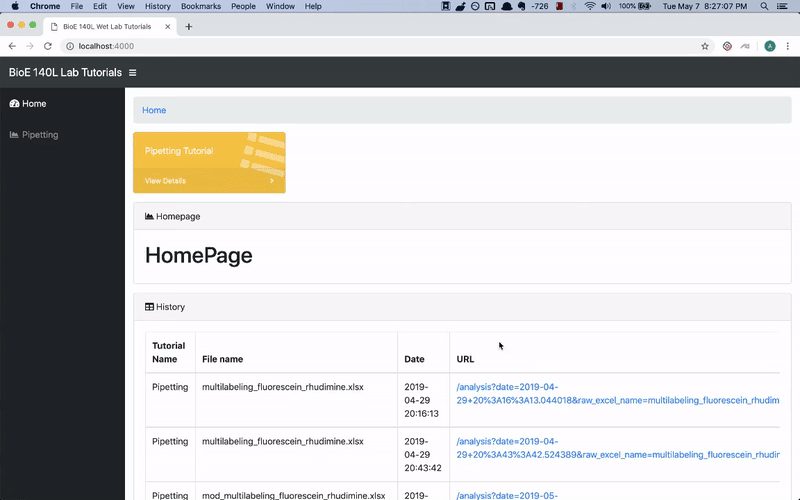 Chrome File Edit View History Bookmarks People Window Help -726 100% Tue May 7 8:27:07 PM
BioE 140L Wet Lab Tutorials
localhost:4000
A
BioE 140L Lab Tutorials
Home
Pipetting
Home
Pipetting Tutorial
View Details
Homepage
HomePage
History
Tutorial Name File name Date URL
Pipetting multilabeling_fluorescein_rhudimine.xlsx 2019-04-29 20:16:13 /analysis?date=2019-04-
29+20%3A16%3A13.044018&raw_excel_name=multilabeling_fluorescein_rhudim
Pipetting multilabeling_fluorescein_rhudimine.xlsx 2019-04-29 20:43:42 /analysis?date=2019-04-
29+20%3A43%3A42.524389&raw_excel_name=multilabeling_fluorescein_rhudi
Pipetting mod_multilabeling_fluorescein_rhudimine.xlsx 2019- /analysis?date=2019-05-